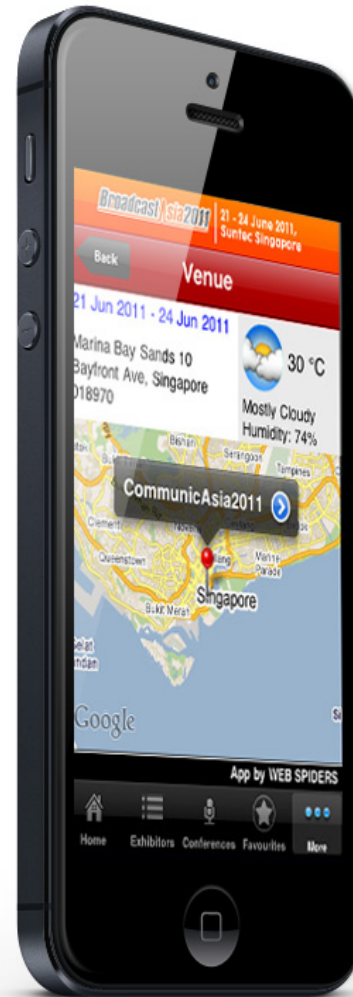 BroadcastAsia2011
21 - 24 June 2011,
Suntec Singapore
Back
Venue
21 Jun 2011 - 24 Jun 2011
Marina Bay Sands 10
Bayfront Ave, Singapore
018970
30 °C
Mostly Cloudy
Humidity: 74%
Bishan
Serangoon
Tampines
CommunicAsia2011
Clementi
Queenstown
Marine
Parade
Bukit Merah
Singapore
Google
App by WEB SPIDERS
Home
Exhibitors
Conferences
Favourites
More